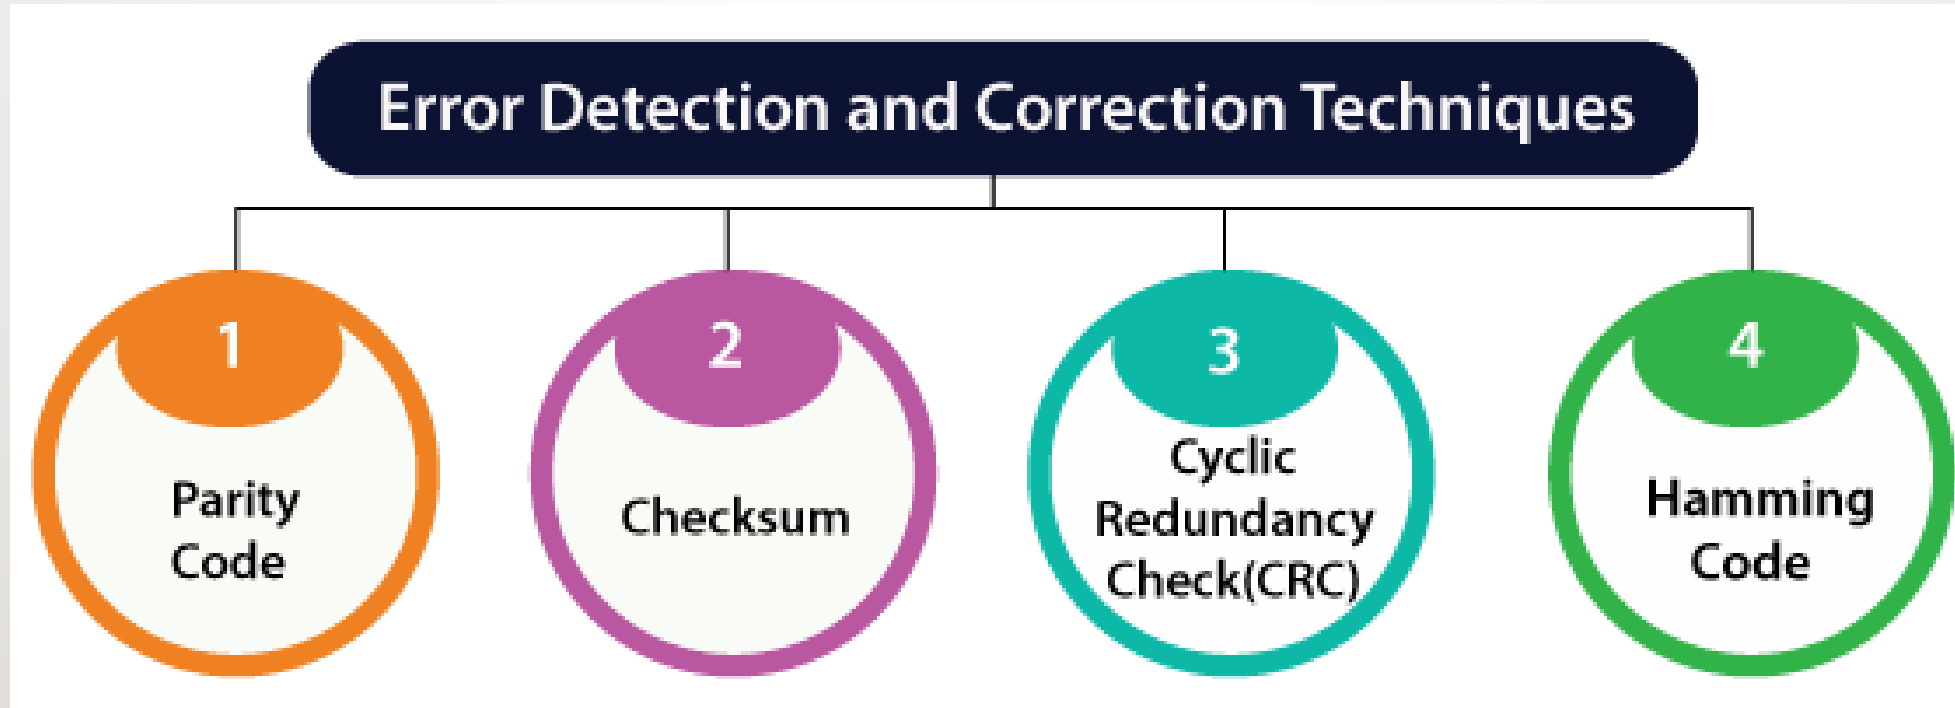 Error Detection and Correction Techniques
1
Parity
Code
2
Checksum
3
Cyclic
Redundancy
Check(CRC)
4
Hamming
Code